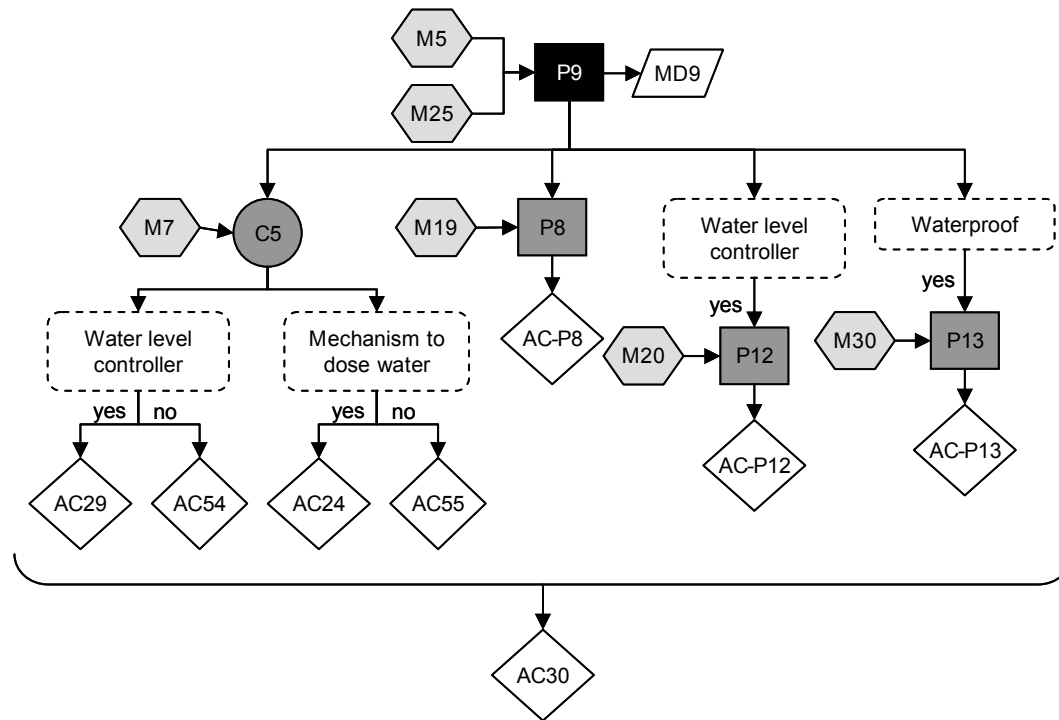 M5
P9
MD9
M25
M7
C5
M19
P8
Water level
controller
Waterproof
yes
yes
Water level
controller
Mechanism to
dose water
AC-P8
M20
P12
M30
P13
yes
no
yes
no
AC29
AC54
AC24
AC55
AC-P12
AC-P13
AC30